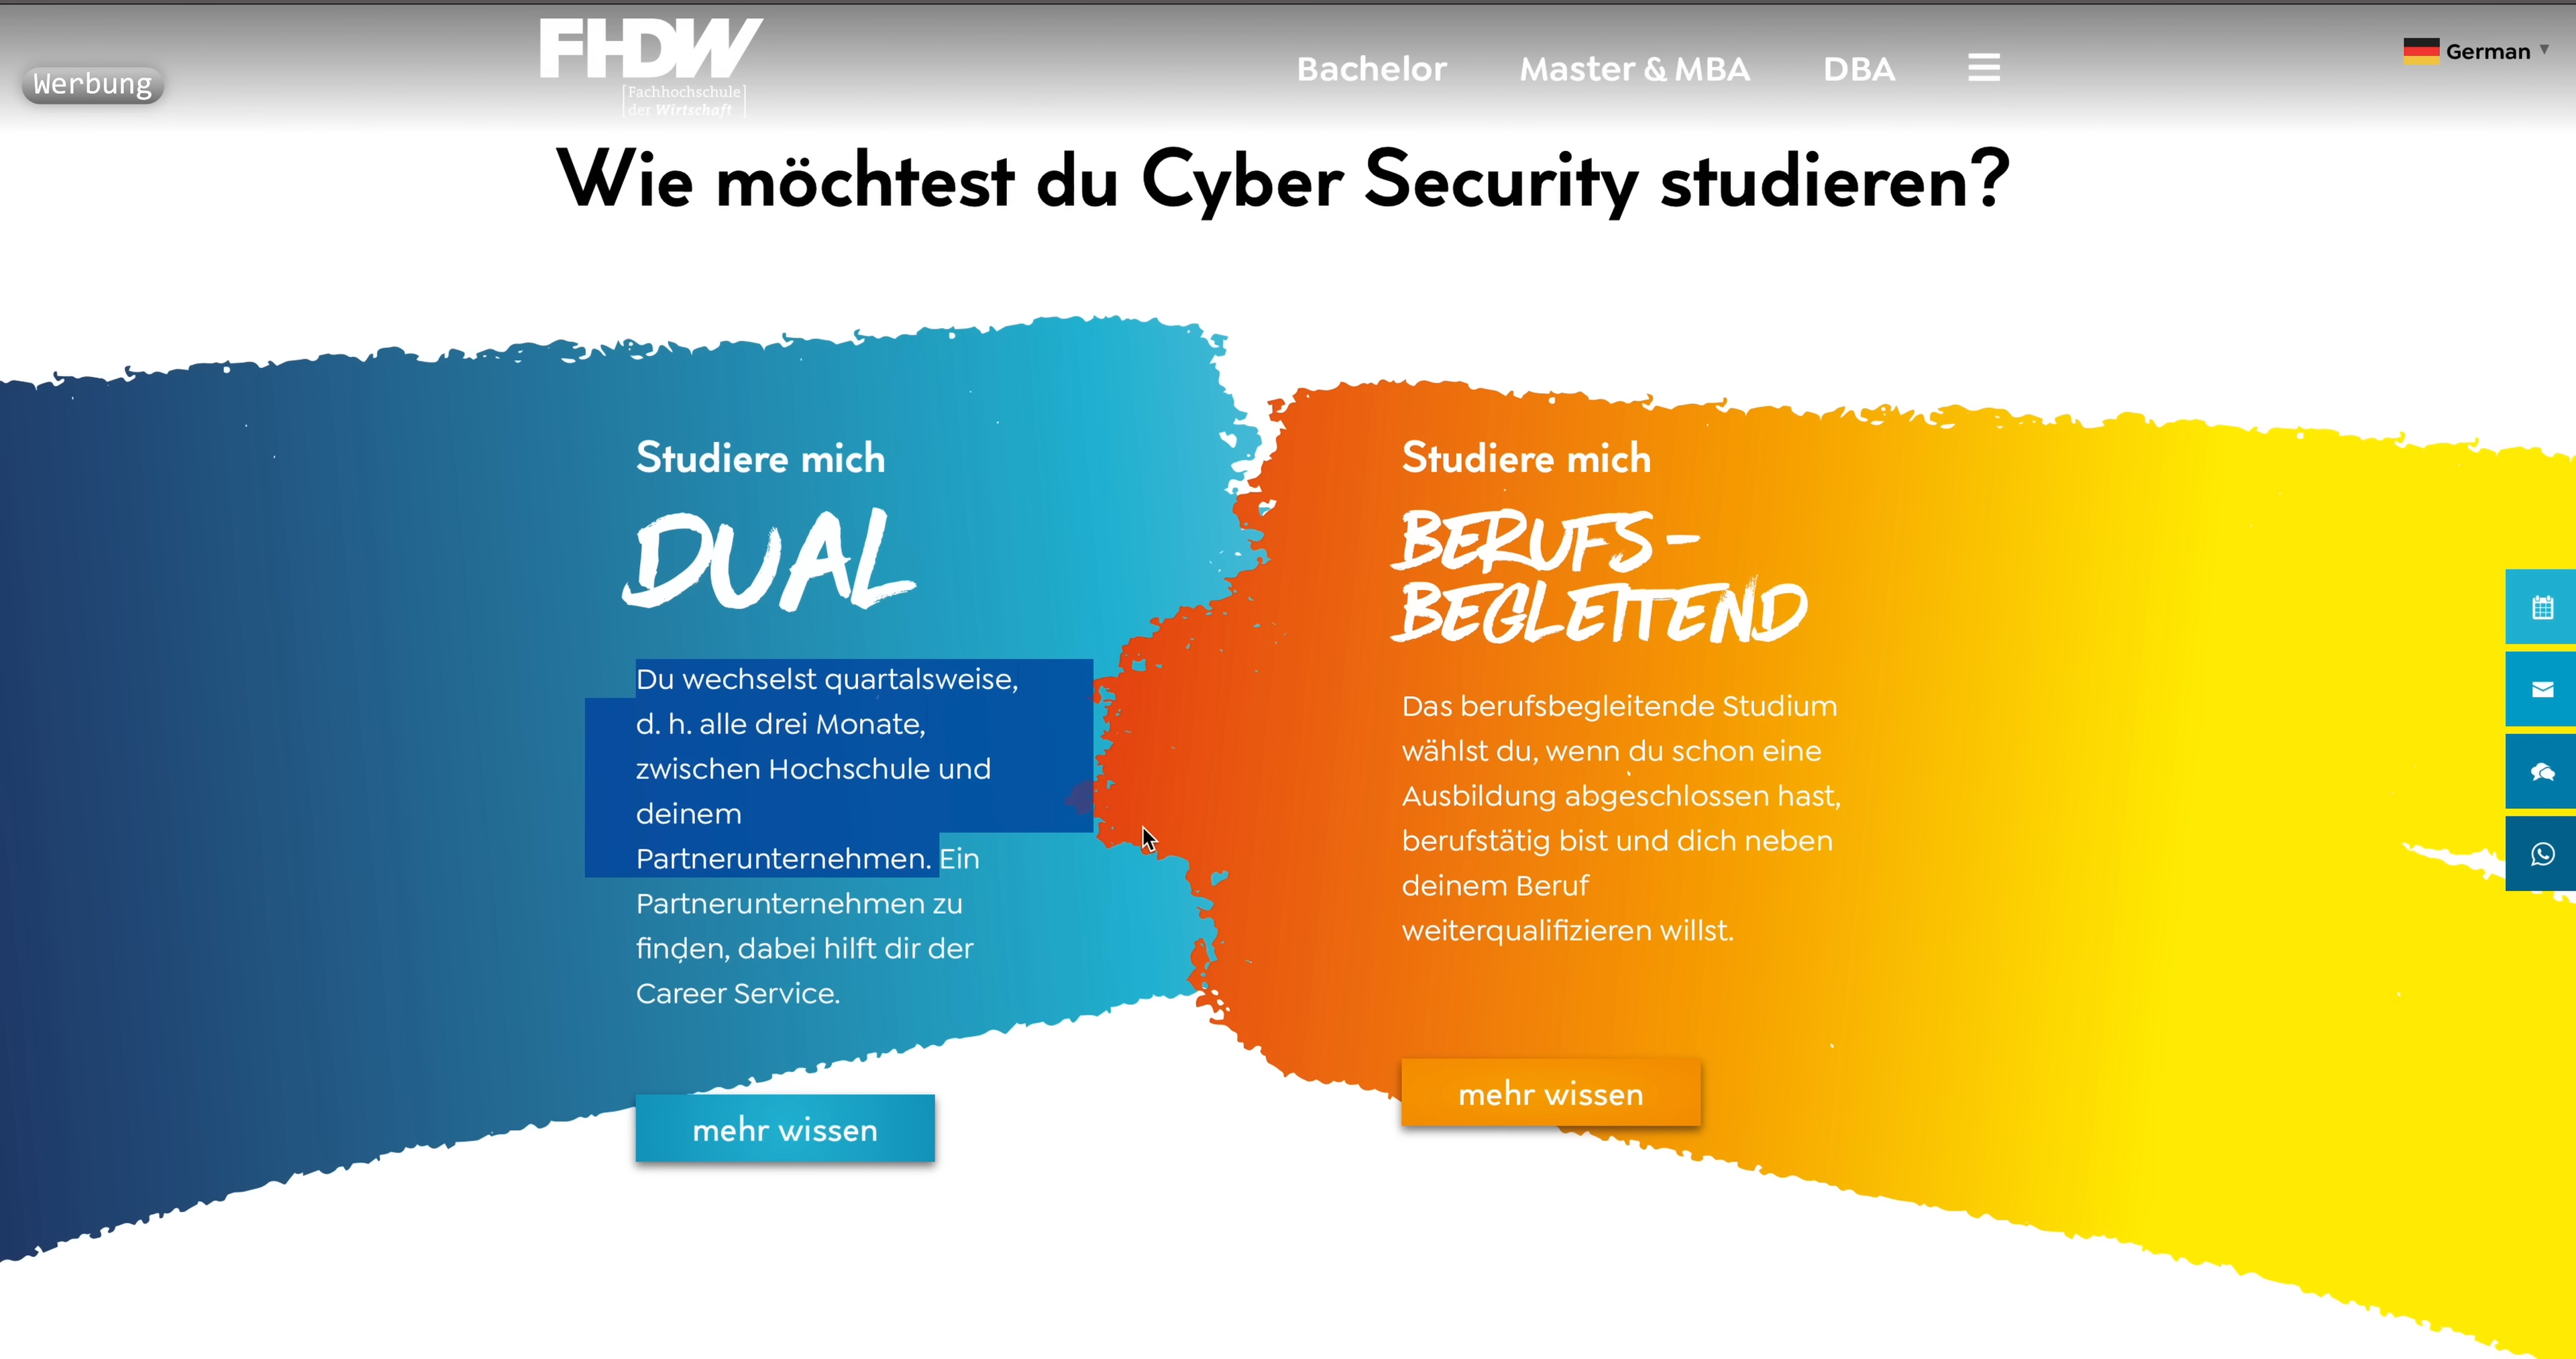 Werbung
FHDW
[Fachhochschule]
[der Wirtschaft]
Bachelor
Master & MBA
DBA
German
Wie möchtest du Cyber Security studieren?
Studiere mich
DUAL
Du wechselst quartalsweise,
d. h. alle drei Monate,
zwischen Hochschule und
deinem
Partnerunternehmen. Ein
Partnerunternehmen zu
finden, dabei hilft dir der
Career Service.
mehr wissen
Studiere mich
BERUFS-
BEGLEITEND
Das berufsbegleitende Studium
wählst du, wenn du schon eine
Ausbildung abgeschlossen hast,
berufstätig bist und dich neben
deinem Beruf
weiterqualifizieren willst.
mehr wissen